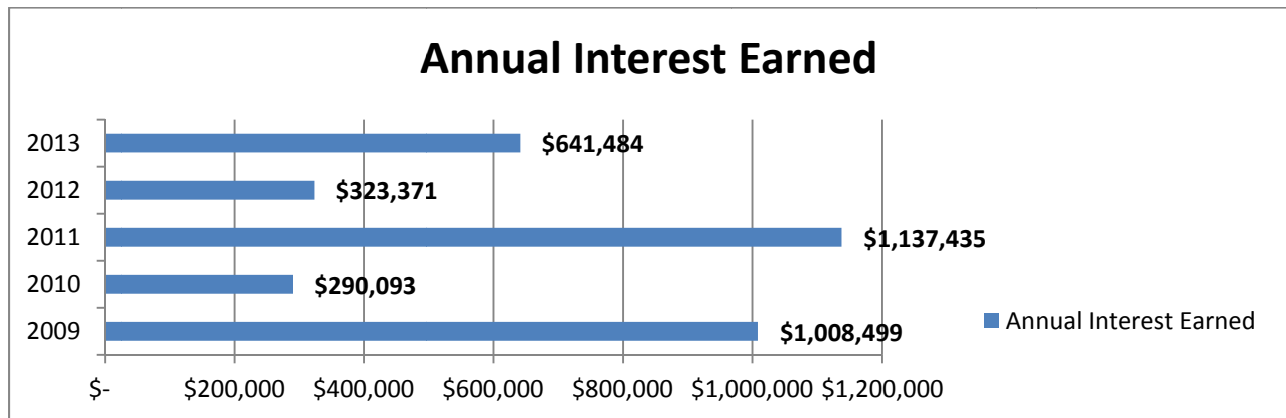 Annual Interest Earned
2013 $641,484
2012 $323,371
2011 $1,137,435
2010 $290,093
2009 $1,008,499
Annual Interest Earned
$- $200,000 $400,000 $600,000 $800,000 $1,000,000 $1,200,000